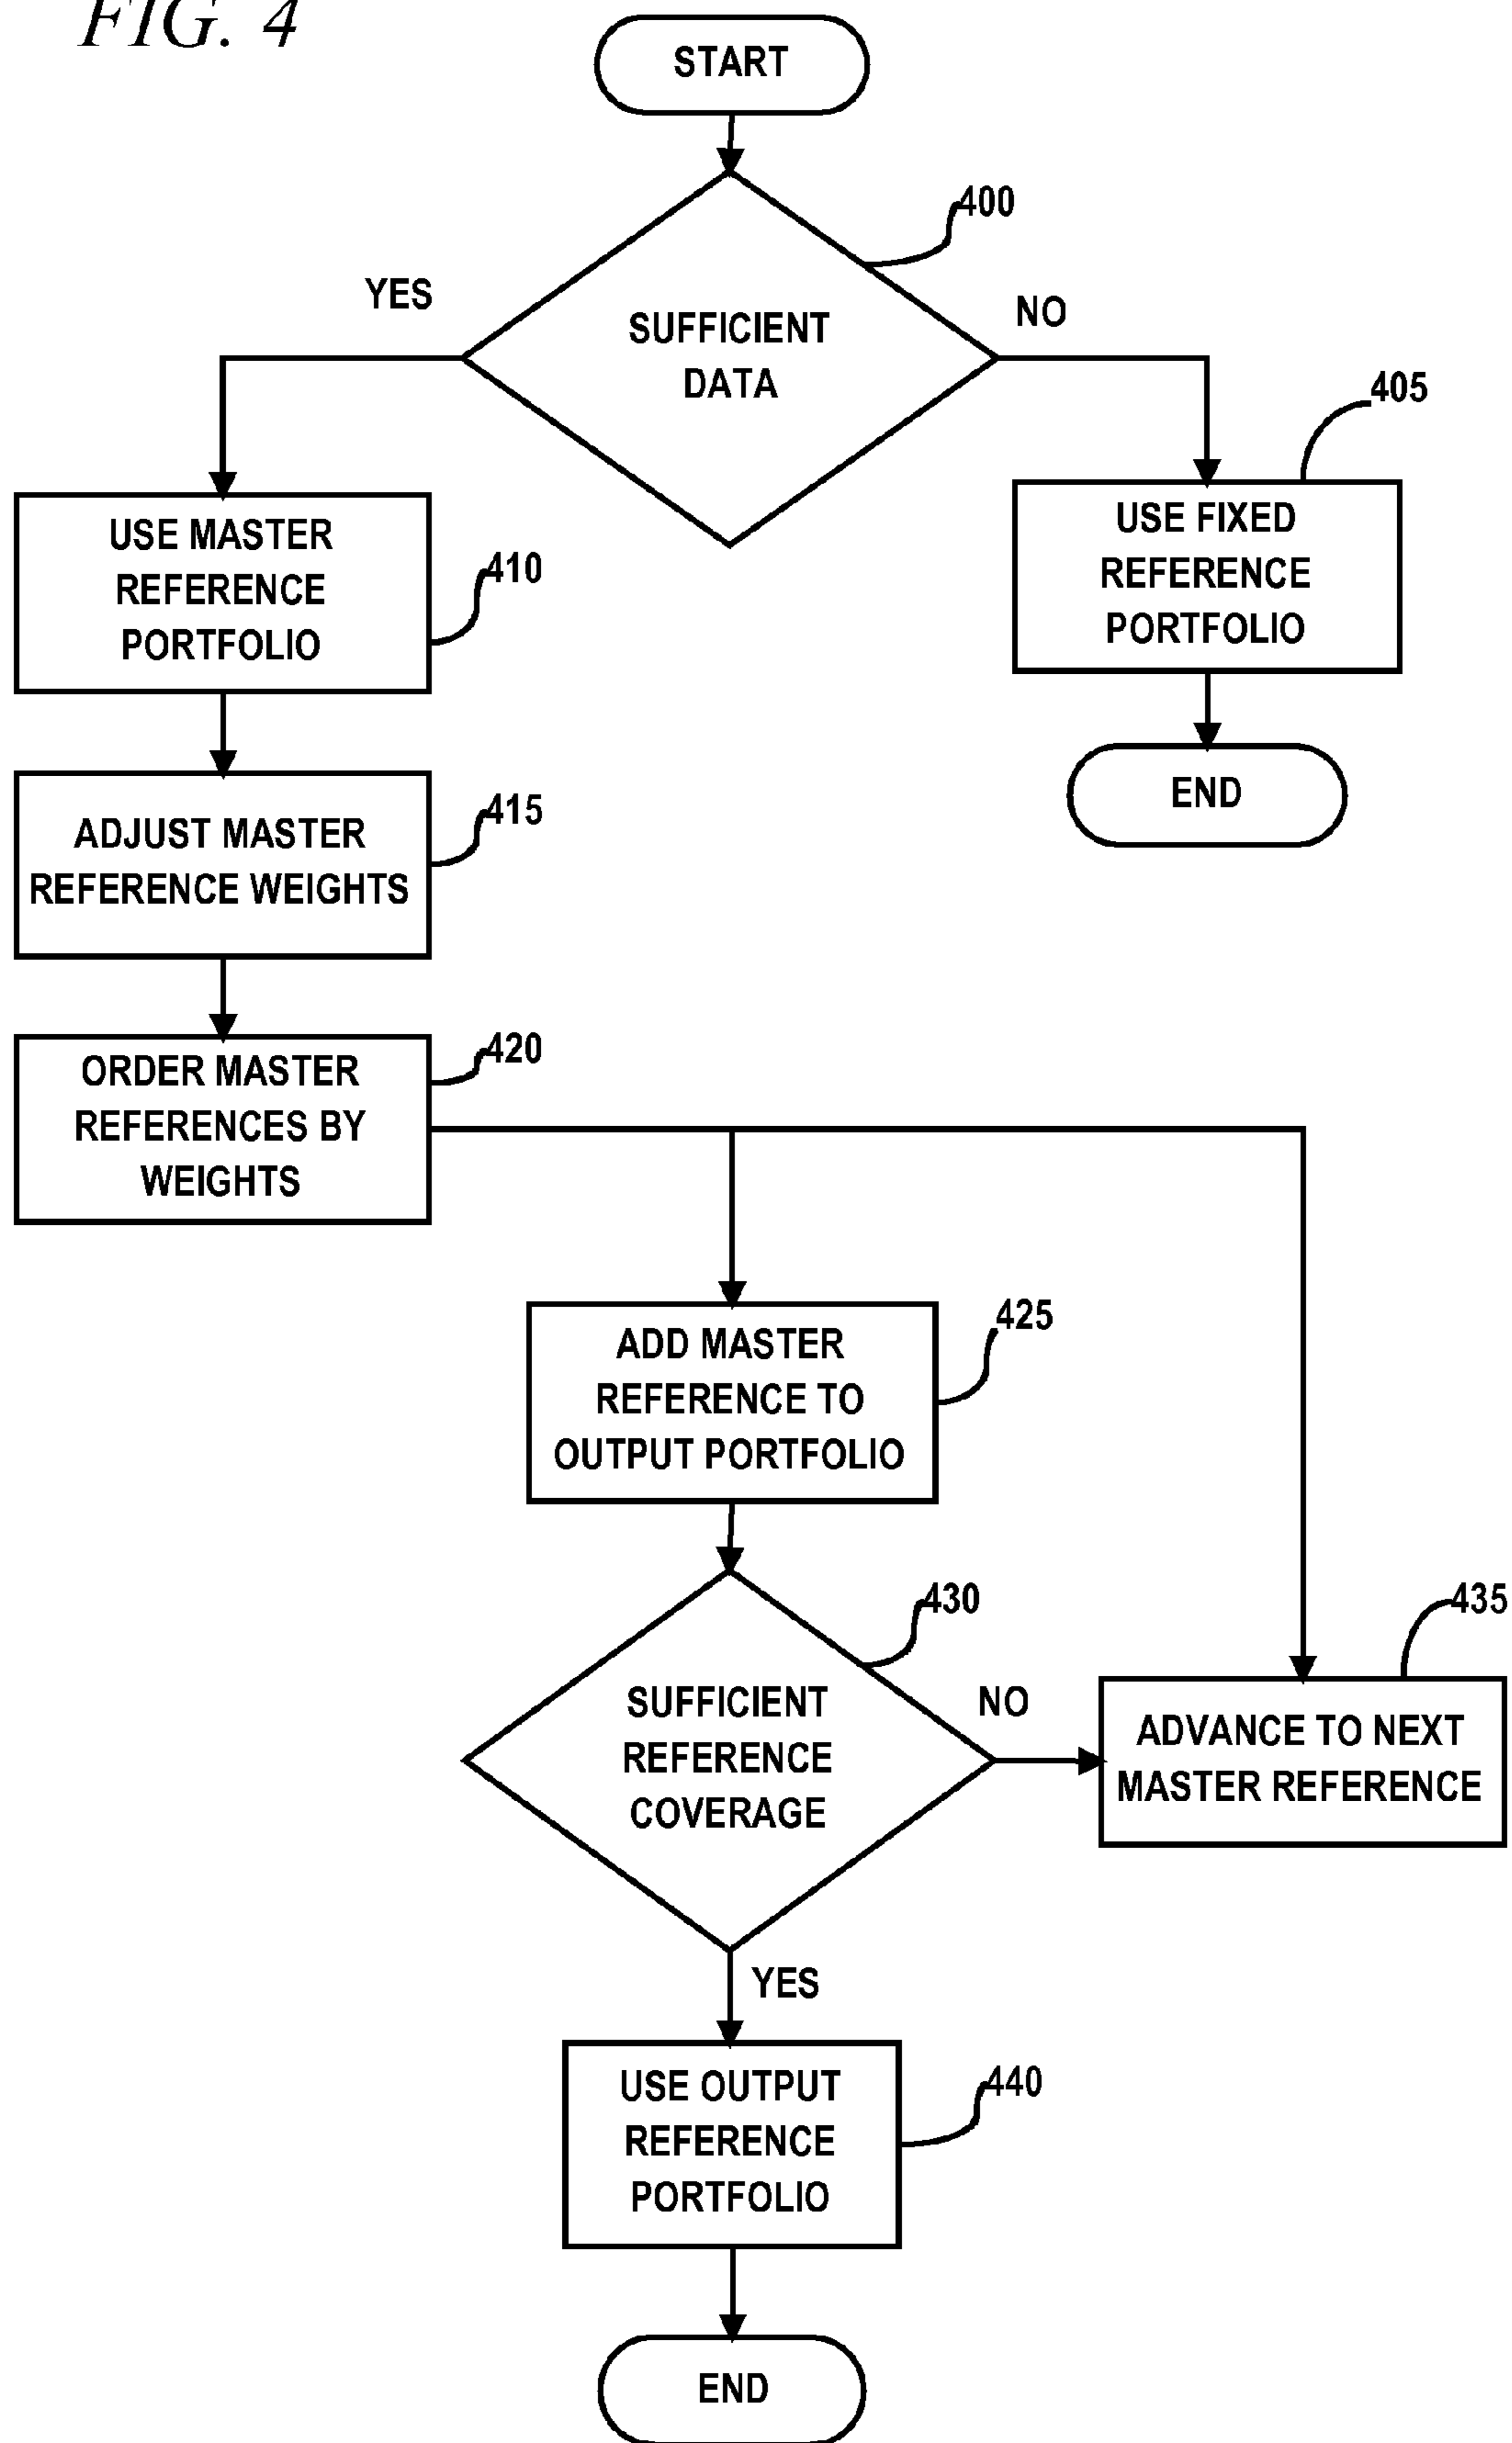 FIG. 4
START
400
YES
NO
SUFFICIENT
DATA
405
USE FIXED
REFERENCE
PORTFOLIO
USE MASTER
REFERENCE
PORTFOLIO
410
END
ADJUST MASTER
REFERENCE WEIGHTS
415
ORDER MASTER
REFERENCES BY
WEIGHTS
420
ADD MASTER
REFERENCE TO
OUTPUT PORTFOLIO
425
430
SUFFICIENT
REFERENCE
COVERAGE
NO
435
ADVANCE TO NEXT
MASTER REFERENCE
YES
USE OUTPUT
REFERENCE
PORTFOLIO
440
END